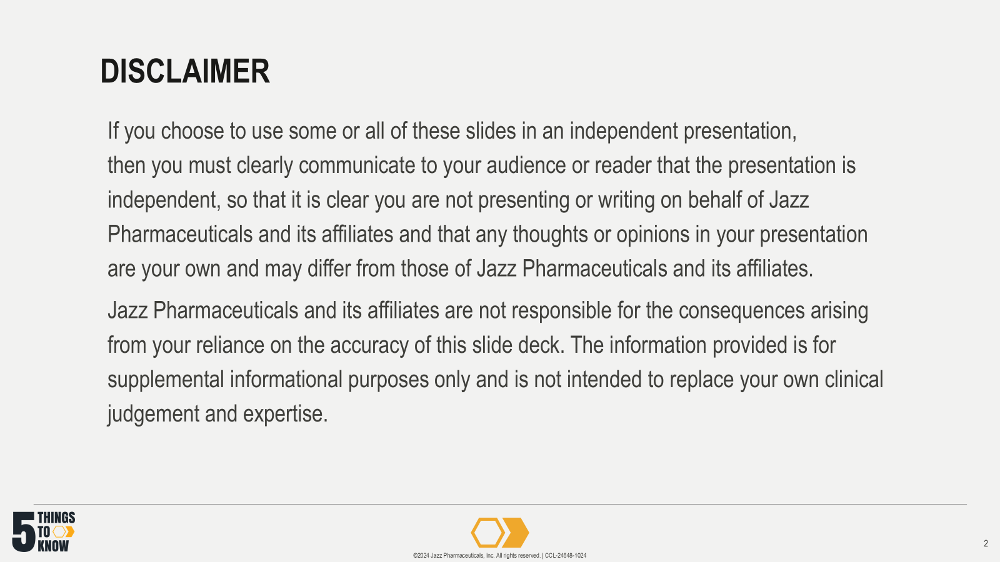 DISCLAIMER
If you choose to use some or all of these slides in an independent presentation,
then you must clearly communicate to your audience or reader that the presentation is
independent, so that it is clear you are not presenting or writing on behalf of Jazz
Pharmaceuticals and its affiliates and that any thoughts or opinions in your presentation
are your own and may differ from those of Jazz Pharmaceuticals and its affiliates.
Jazz Pharmaceuticals and its affiliates are not responsible for the consequences arising
from your reliance on the accuracy of this slide deck. The information provided is for
supplemental informational purposes only and is not intended to replace your own clinical
judgement and expertise.
5 THINGS
TO
KNOW
©2024 Jazz Pharmaceuticals, Inc. All rights reserved. | CCL-24648-1024
2